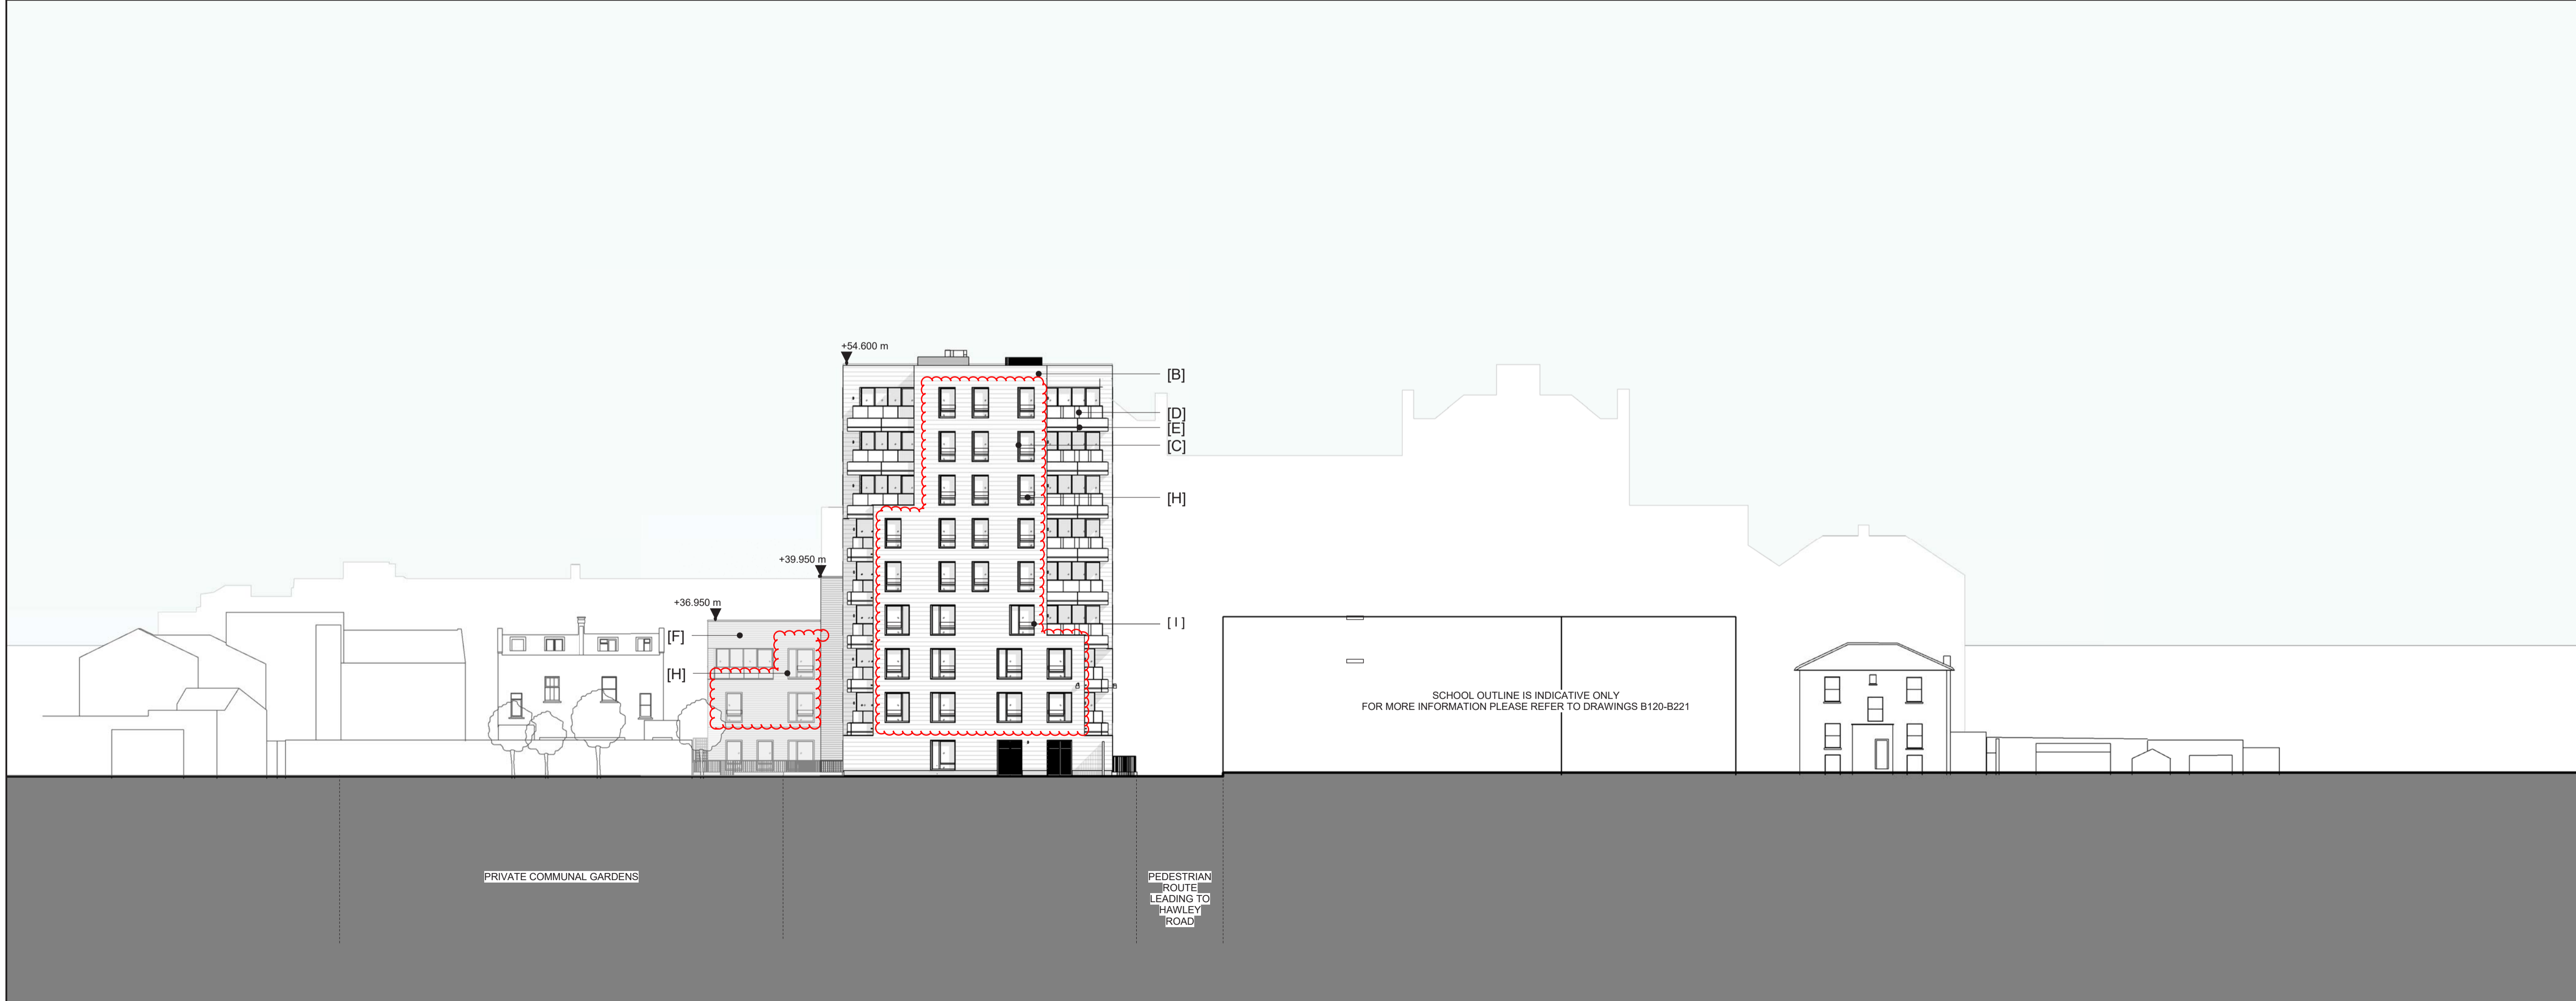 +54.600 m
[B]
[D]
[E]
[C]
[H]
+39.950 m
+36.950 m
[F]
[ I ]
[H]
SCHOOL OUTLINE IS INDICATIVE ONLY
FOR MORE INFORMATION PLEASE REFER TO DRAWINGS B120-B221
PRIVATE COMMUNAL GARDENS
PEDESTRIAN
ROUTE
LEADING TO
HAWLEY
ROAD